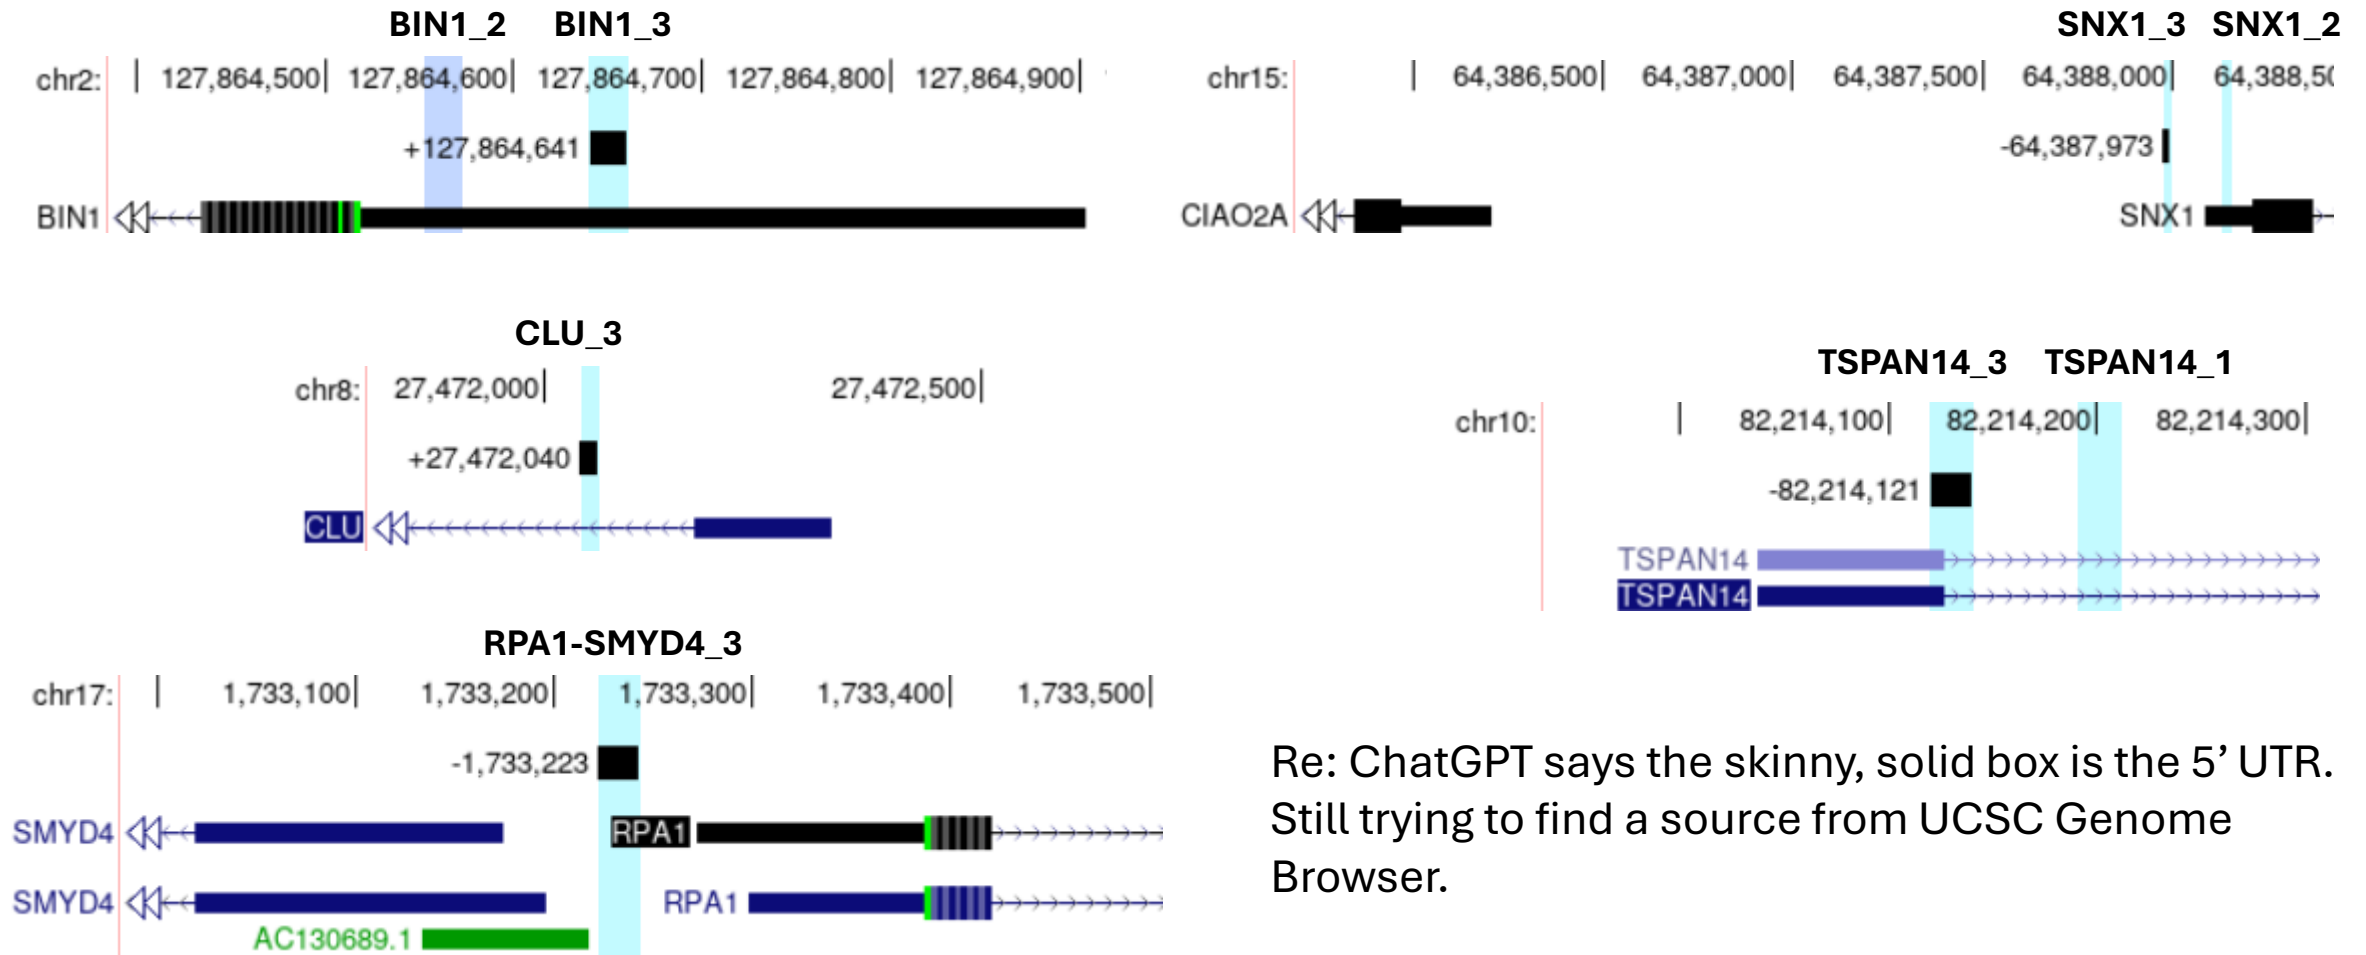 BIN1_2 BIN1_3
chr2: 127,864,500| 127,864,600| 127,864,700| 127,864,800| 127,864,900|
+127,864,641
BIN1
SNX1_3 SNX1_2
chr15: 64,386,500| 64,387,000| 64,387,500| 64,388,000| 64,388,50
-64,387,973
CIAO2A SNX1
CLU_3
chr8: 27,472,000| 27,472,500|
+27,472,040
CLU
TSPAN14_3 TSPAN14_1
chr10: 82,214,100| 82,214,200| 82,214,300|
-82,214,121
TSPAN14
TSPAN14
RPA1-SMYD4_3
chr17: 1,733,100| 1,733,200| 1,733,300| 1,733,400| 1,733,500|
-1,733,223
SMYD4 RPA1
SMYD4 RPA1
AC130689.1
Re: ChatGPT says the skinny, solid box is the 5’ UTR.
Still trying to find a source from UCSC Genome
Browser.